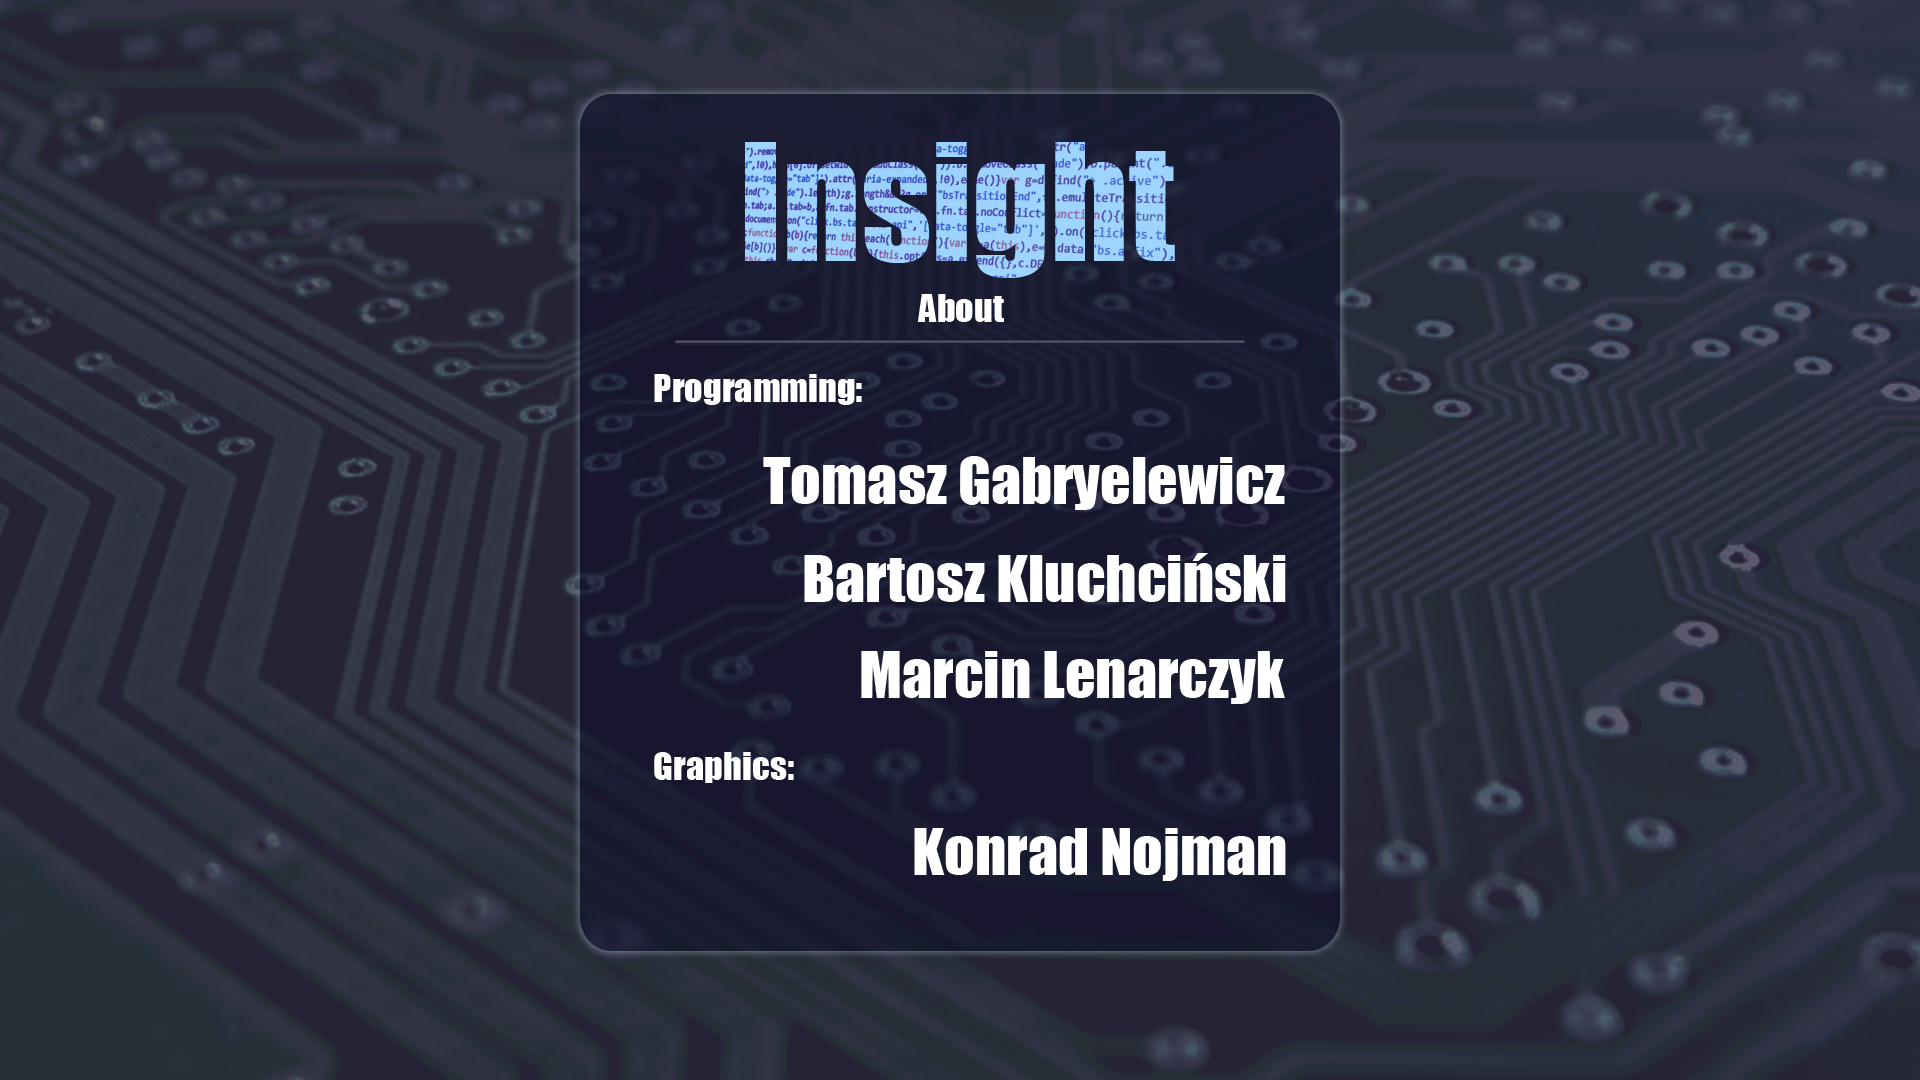 Insight
About
Programming:
Tomasz Gabryelewicz
Bartosz Kluchciński
Marcin Lenarczyk
Graphics:
Konrad Nojman